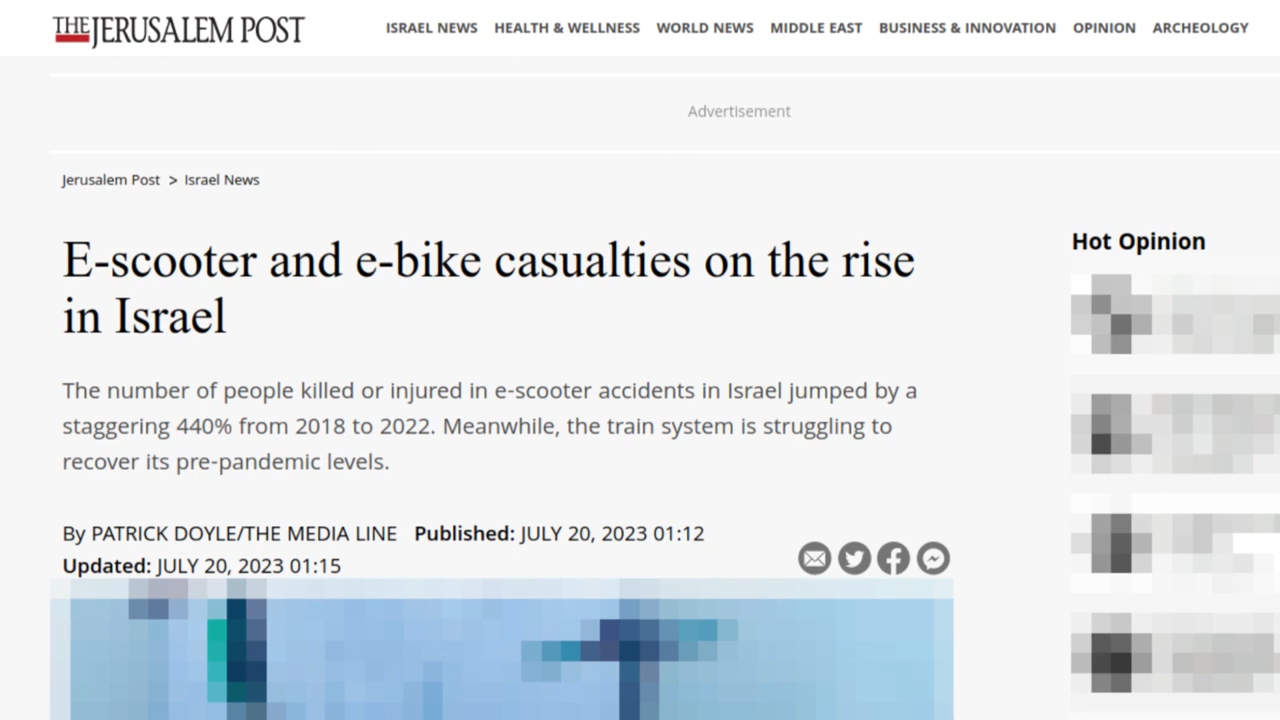 THE JERUSALEM POST
ISRAEL NEWS HEALTH & WELLNESS WORLD NEWS MIDDLE EAST BUSINESS & INNOVATION OPINION ARCHEOLOGY
Advertisement
Jerusalem Post > Israel News
E-scooter and e-bike casualties on the rise
in Israel
The number of people killed or injured in e-scooter accidents in Israel jumped by a
staggering 440% from 2018 to 2022. Meanwhile, the train system is struggling to
recover its pre-pandemic levels.
By PATRICK DOYLE/THE MEDIA LINE Published: JULY 20, 2023 01:12
Updated: JULY 20, 2023 01:15
Hot Opinion